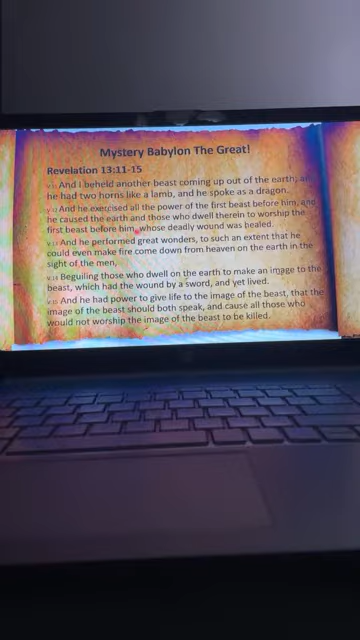 Mystery Babylon The Great!
Revelation 13:11-15
v.11 And I beheld another beast coming up out of the earth; and
he had two horns like a lamb, and he spoke as a dragon.
v.12 And he exercised all the power of the first beast before him, and
he caused the earth and those who dwell therein to worship the
first beast before him, whose deadly wound was healed.
v.13 And he performed great wonders, to such an extent that he
could even make fire come down from heaven on the earth in the
sight of the men,
v.14 Beguiling those who dwell on the earth to make an image to the
beast, which had the wound by a sword, and yet lived.
v.15 And he had power to give life to the image of the beast, that the
image of the beast should both speak, and cause all those who
would not worship the image of the beast to be killed.